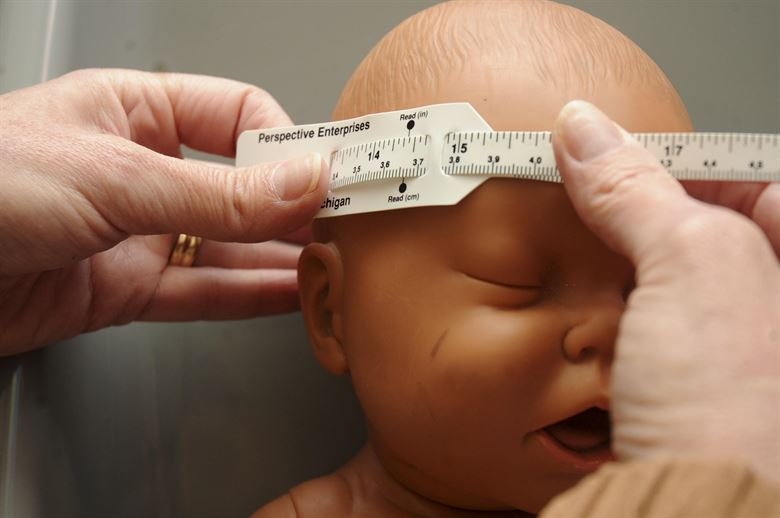 Perspective Enterprises
Read (in)
14
3,4 3,5 3,6 3,7
higan
Read (cm)
15 17
3,8 3,9 4,0 4,3 4,4 4,5